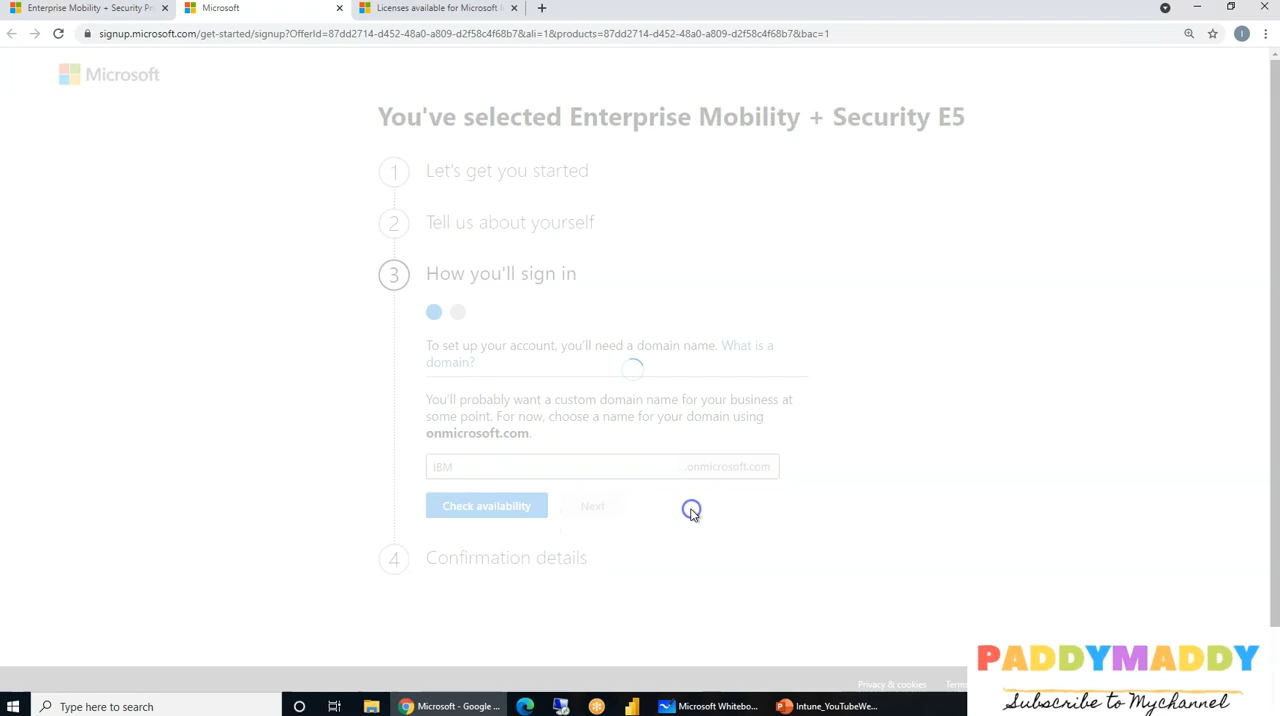 Enterprise Mobility + Security Pr
Microsoft
Licenses available for Microsoft I
signup.microsoft.com/get-started/signup?OfferId=87dd2714-d452-48a0-a809-d2f58c4f68b7&ali=1&products=87dd2714-d452-48a0-a809-d2f58c4f68b7&bac=1
I
Microsoft
You've selected Enterprise Mobility + Security E5
1 Let's get you started
2 Tell us about yourself
3 How you'll sign in
To set up your account, you'll need a domain name. What is a
domain?
You'll probably want a custom domain name for your business at
some point. For now, choose a name for your domain using
onmicrosoft.com.
IBM .onmicrosoft.com
Check availability Next
4 Confirmation details
Privacy & cookies Terms
PADDYMADDY
Subscribe to Mychannel
Type here to search
Microsoft - Google ...
Microsoft Whitebo...
Intune_YouTubeWe...